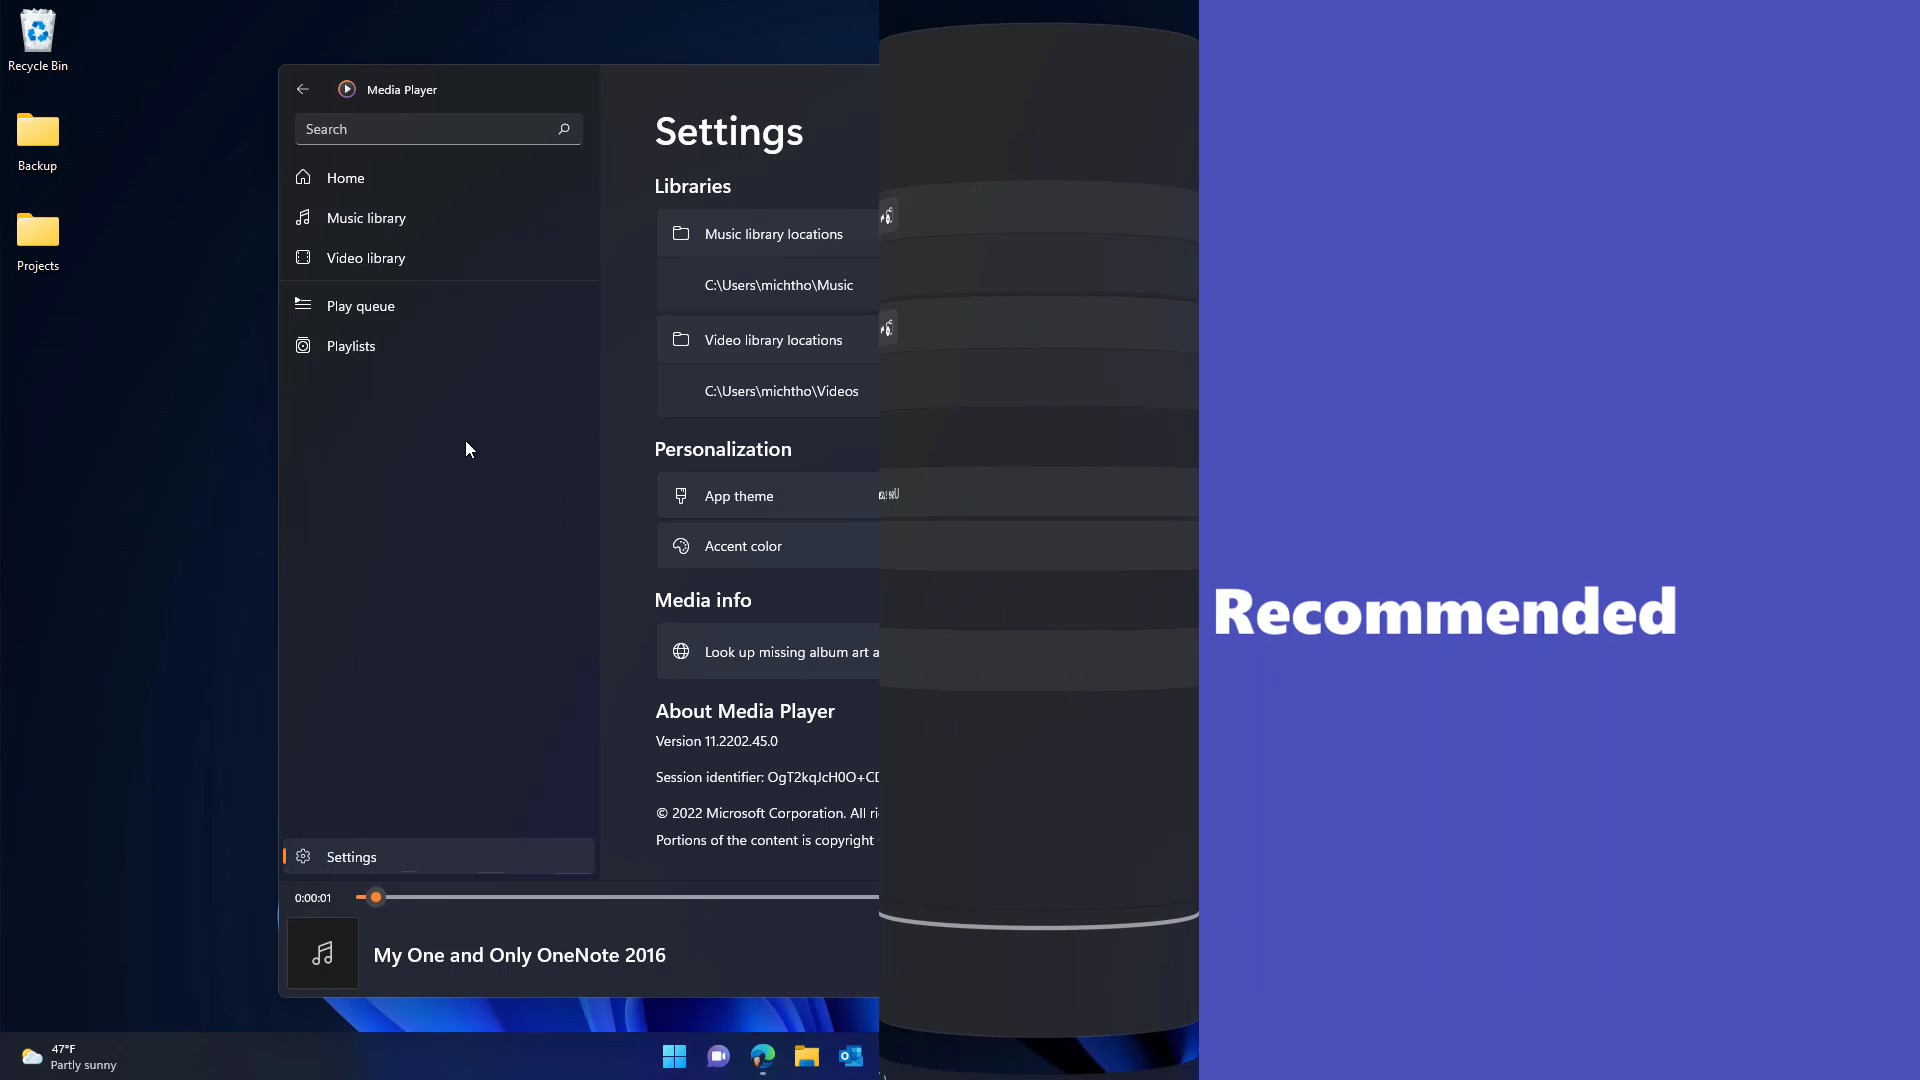 Recycle Bin
Backup
Projects
Media Player
Search
Home
Music library
Video library
Play queue
Playlists
Settings
Settings
Libraries
Music library locations
C:\Users\michtho\Music
Video library locations
C:\Users\michtho\Videos
Personalization
App theme
Accent color
Media info
Look up missing album art a
About Media Player
Version 11.2202.45.0
Session identifier: OgT2kqJcH0O+CD
© 2022 Microsoft Corporation. All ri
Portions of the content is copyright
0:00:01
My One and Only OneNote 2016
47°F
Partly sunny
Recommended